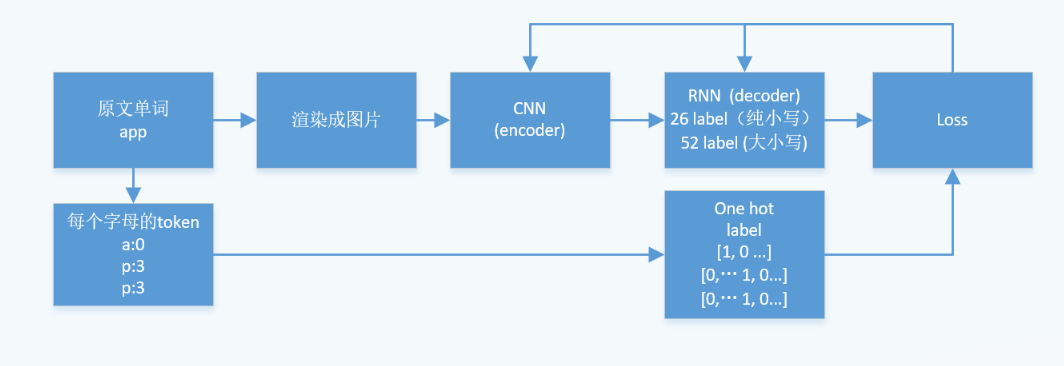 原文单词
app
渲染成图片
CNN
(encoder)
RNN (decoder)
26 label（纯小写）
52 label (大小写)
Loss
每个字母的token
a:0
p:3
p:3
One hot
label
[1, 0 ...]
[0,⋯ 1, 0...]
[0,⋯ 1, 0...]